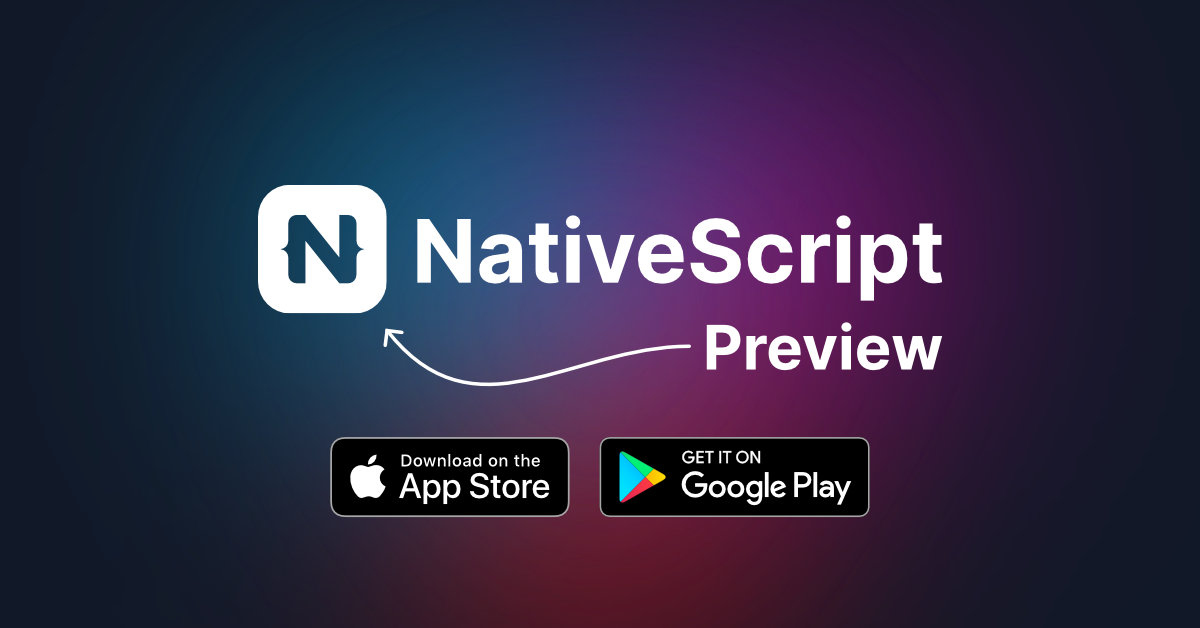 NativeScript
Preview
Download on the
App Store
GET IT ON
Google Play